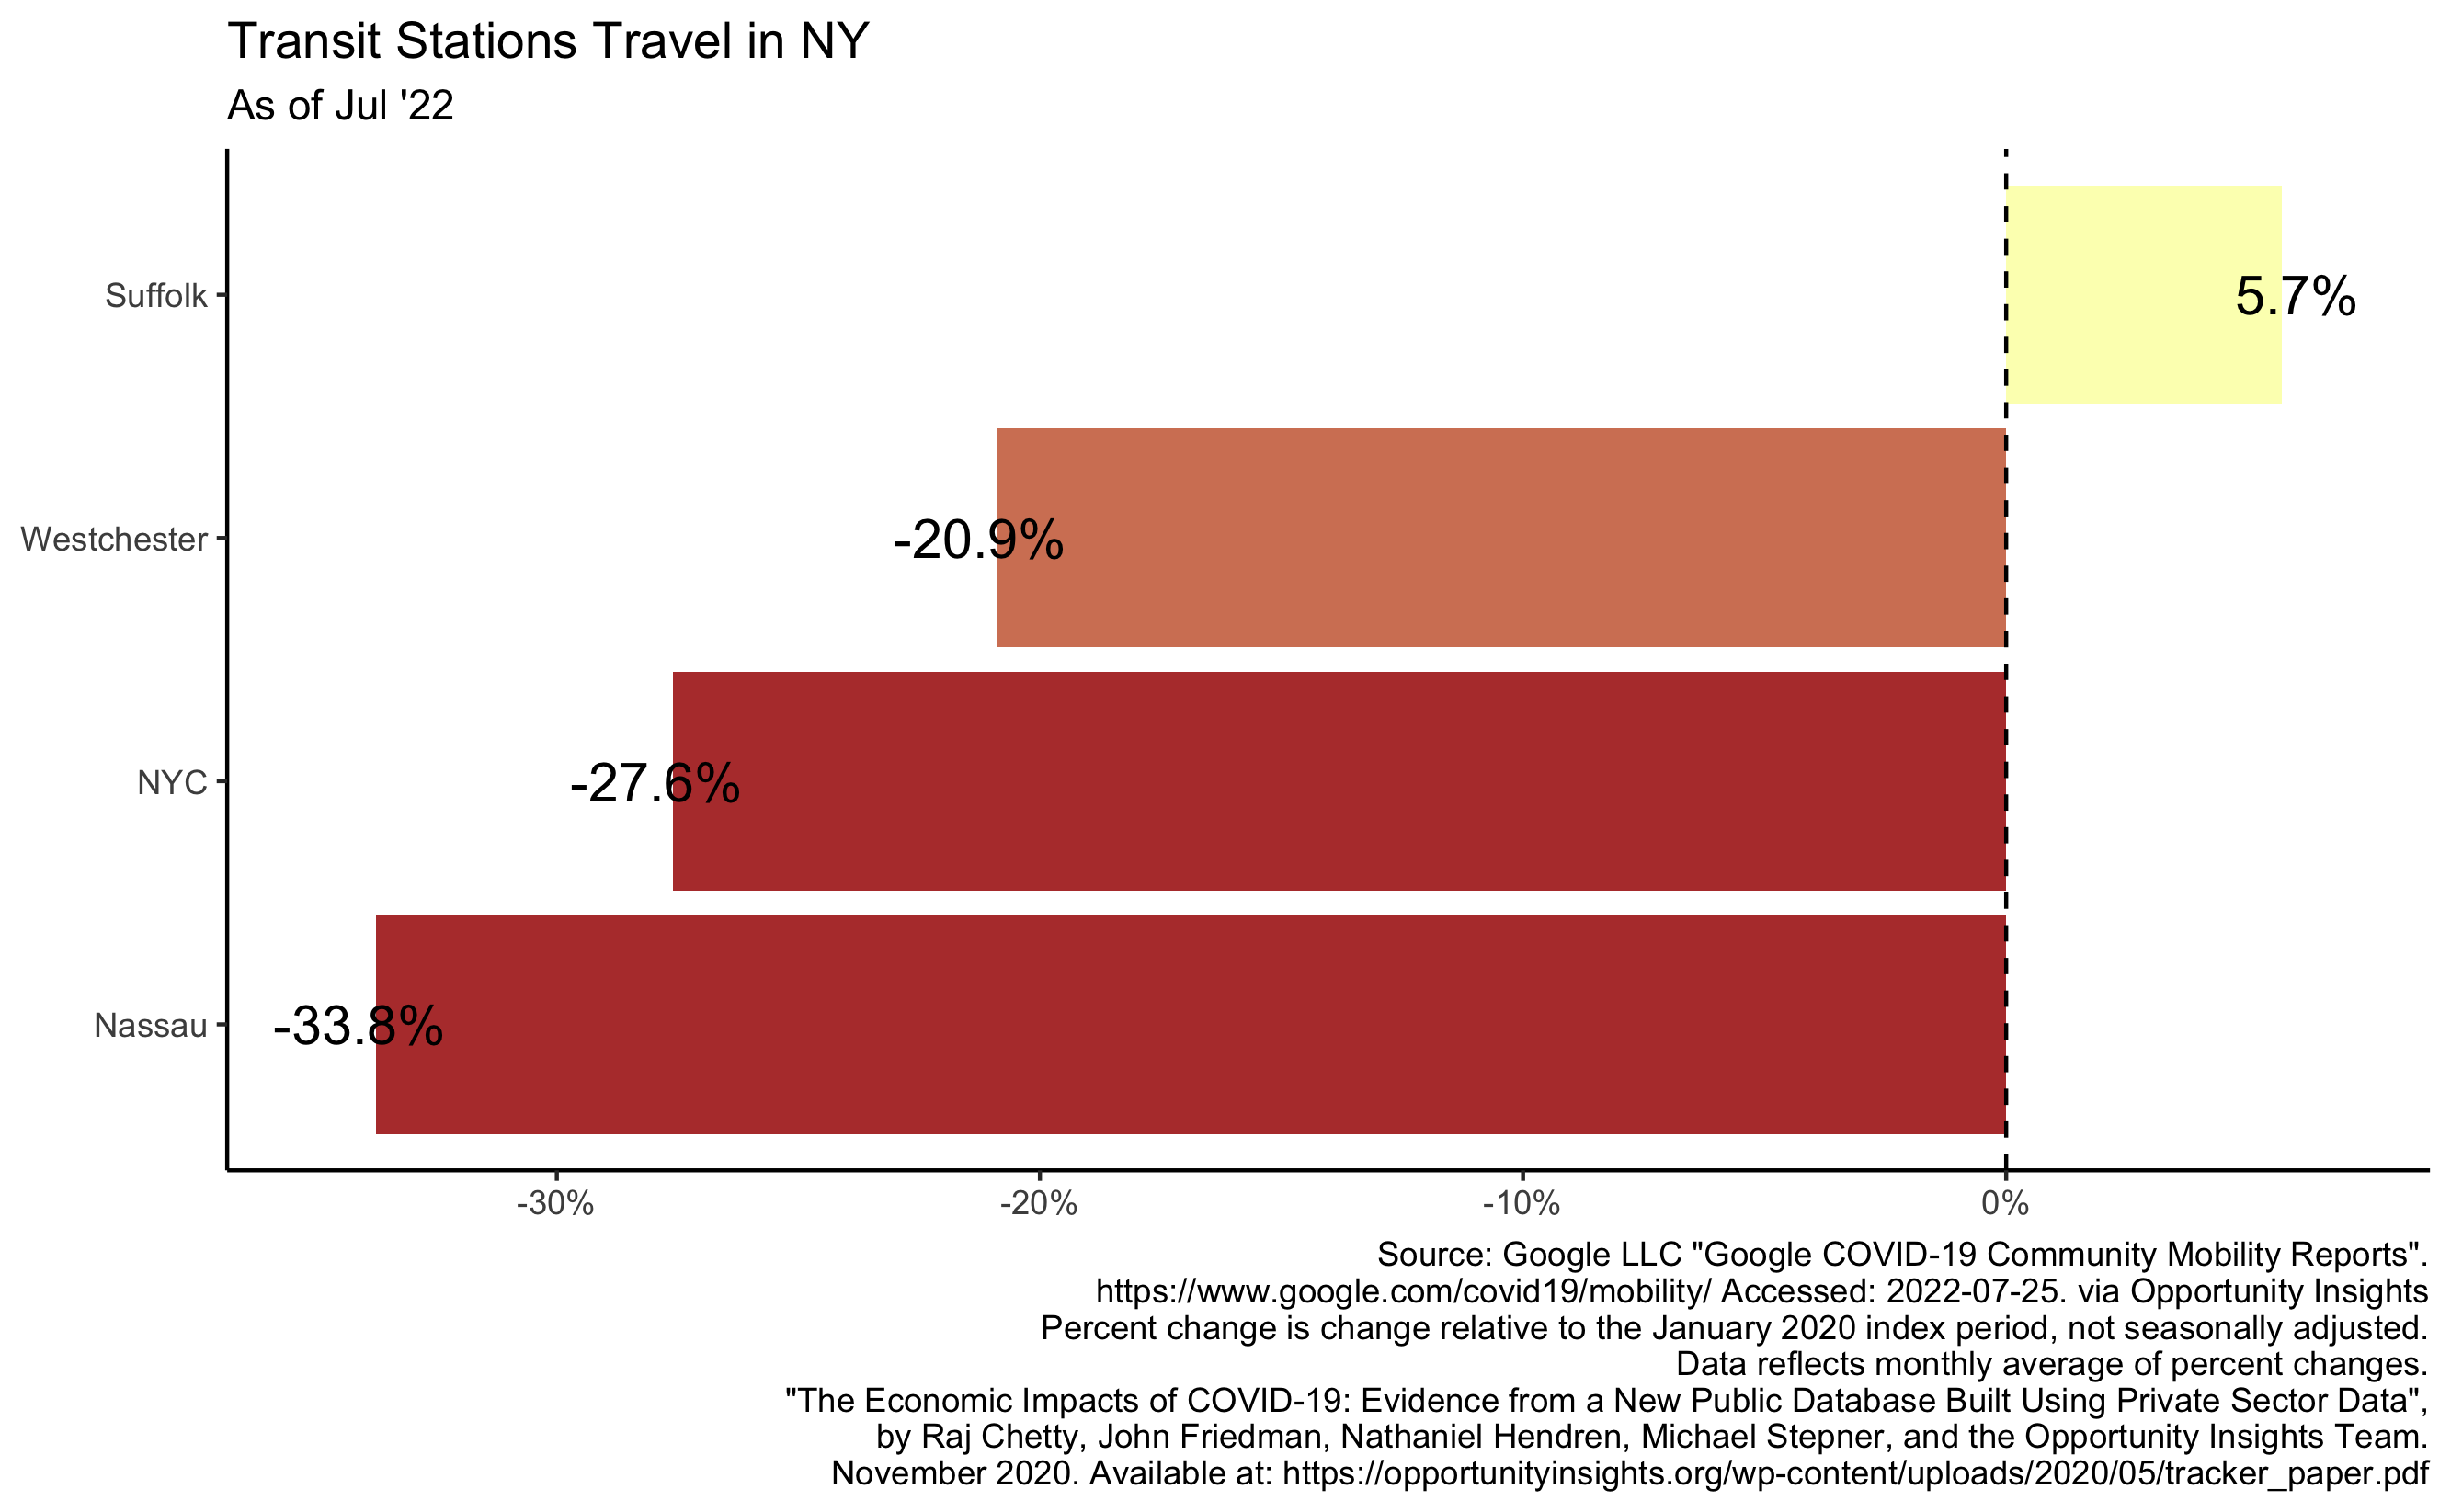 Transit Stations Travel in NY
As of Jul '22
Suffolk
5.7%
Westchester
-20.9%
NYC
-27.6%
Nassau
-33.8%
-30%
-20%
-10%
0%
Source: Google LLC "Google COVID-19 Community Mobility Reports".
https://www.google.com/covid19/mobility/ Accessed: 2022-07-25. via Opportunity Insights
Percent change is change relative to the January 2020 index period, not seasonally adjusted.
Data reflects monthly average of percent changes.
"The Economic Impacts of COVID-19: Evidence from a New Public Database Built Using Private Sector Data",
by Raj Chetty, John Friedman, Nathaniel Hendren, Michael Stepner, and the Opportunity Insights Team.
November 2020. Available at: https://opportunityinsights.org/wp-content/uploads/2020/05/tracker_paper.pdf